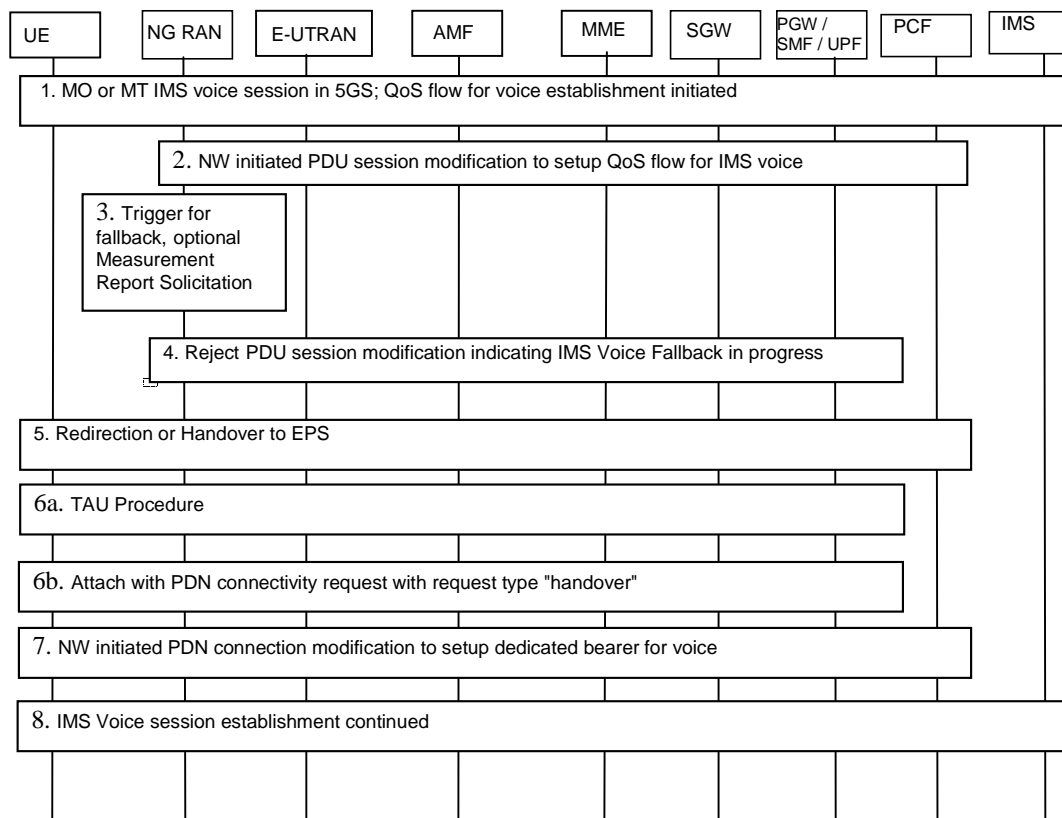 UE
NG RAN
E-UTRAN
AMF
MME
SGW
PGW /
SMF / UPF
PCF
IMS
1. MO or MT IMS voice session in 5GS; QoS flow for voice establishment initiated
2. NW initiated PDU session modification to setup QoS flow for IMS voice
3. Trigger for
fallback, optional
Measurement
Report Solicitation
4. Reject PDU session modification indicating IMS Voice Fallback in progress
5. Redirection or Handover to EPS
6a. TAU Procedure
6b. Attach with PDN connectivity request with request type "handover"
7. NW initiated PDN connection modification to setup dedicated bearer for voice
8. IMS Voice session establishment continued